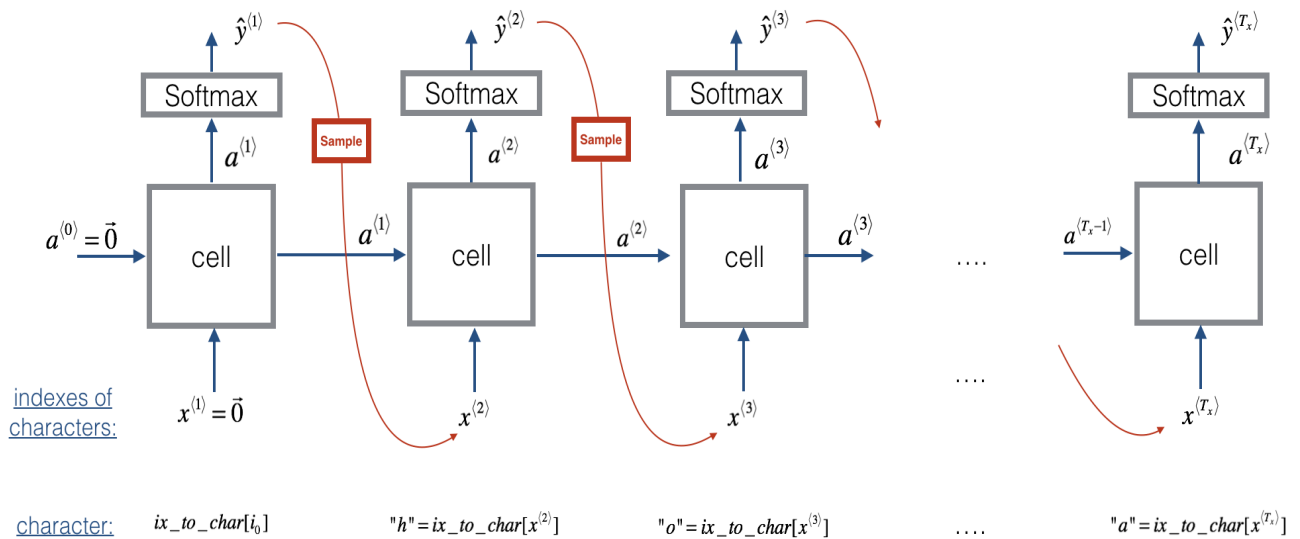 ŷ⟨1⟩ ŷ⟨2⟩ ŷ⟨3⟩ ŷ⟨Tx⟩
Softmax Softmax Softmax Softmax
Sample Sample
a⟨1⟩ a⟨2⟩ a⟨3⟩ a⟨Tx⟩
a⟨0⟩ = 0⃗ cell a⟨1⟩ cell a⟨2⟩ cell a⟨3⟩ .... a⟨Tx−1⟩ cell
....
indexes of
characters:
x⟨1⟩ = 0⃗ x⟨2⟩ x⟨3⟩ x⟨Tx⟩
character: ix_to_char[i0] "h" = ix_to_char[x⟨2⟩] "o" = ix_to_char[x⟨3⟩] .... "a" = ix_to_char[x⟨Tx⟩]